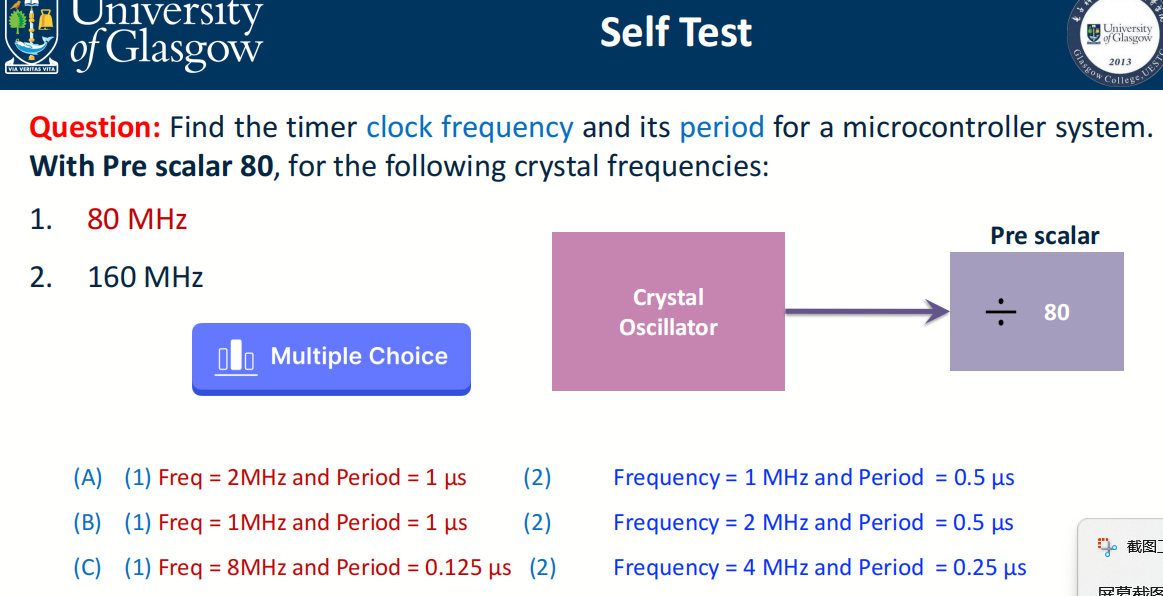 University
of Glasgow
VIA VERITAS VITA
Self Test
University
of Glasgow
2013
Glasgow College, UESTC
Question: Find the timer clock frequency and its period for a microcontroller system.
With Pre scalar 80, for the following crystal frequencies:
1. 80 MHz
2. 160 MHz
Pre scalar
Crystal
Oscillator
÷ 80
Multiple Choice
(A) (1) Freq = 2MHz and Period = 1 µs (2) Frequency = 1 MHz and Period = 0.5 µs
(B) (1) Freq = 1MHz and Period = 1 µs (2) Frequency = 2 MHz and Period = 0.5 µs
(C) (1) Freq = 8MHz and Period = 0.125 µs (2) Frequency = 4 MHz and Period = 0.25 µs
截图工
屏幕截图